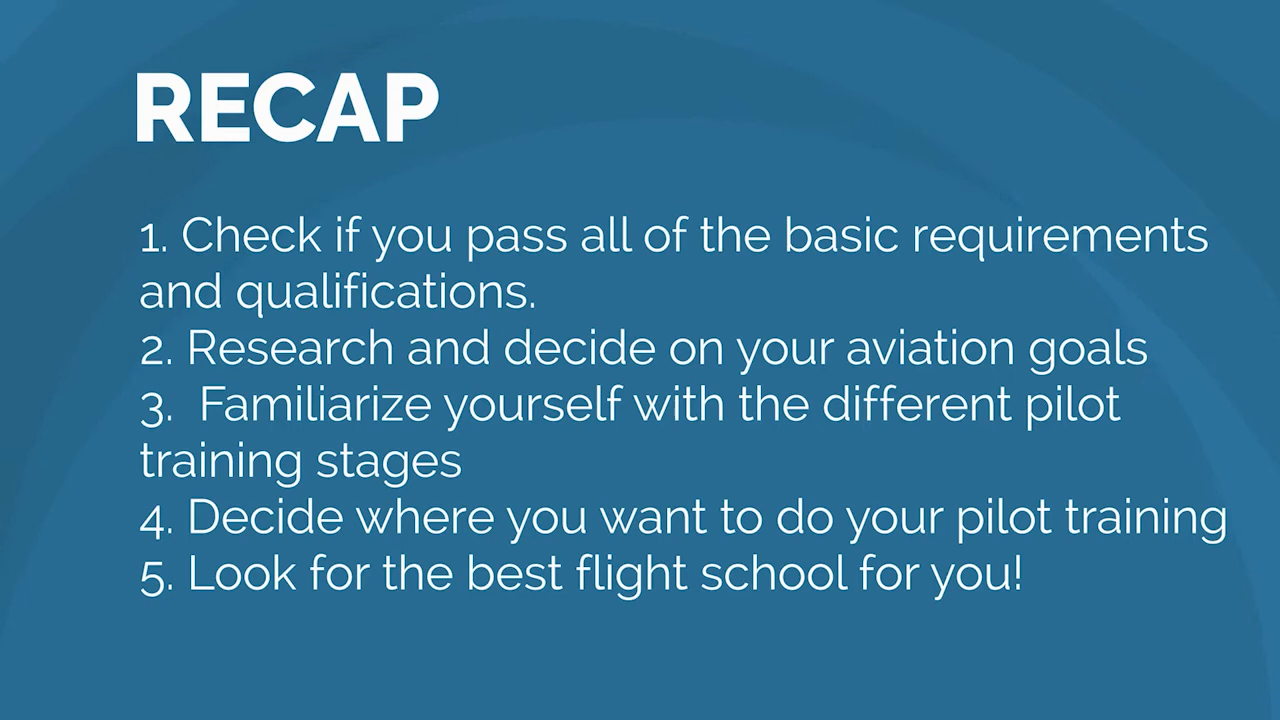 RECAP
1. Check if you pass all of the basic requirements
and qualifications.
2. Research and decide on your aviation goals
3.  Familiarize yourself with the different pilot
training stages
4. Decide where you want to do your pilot training
5. Look for the best flight school for you!